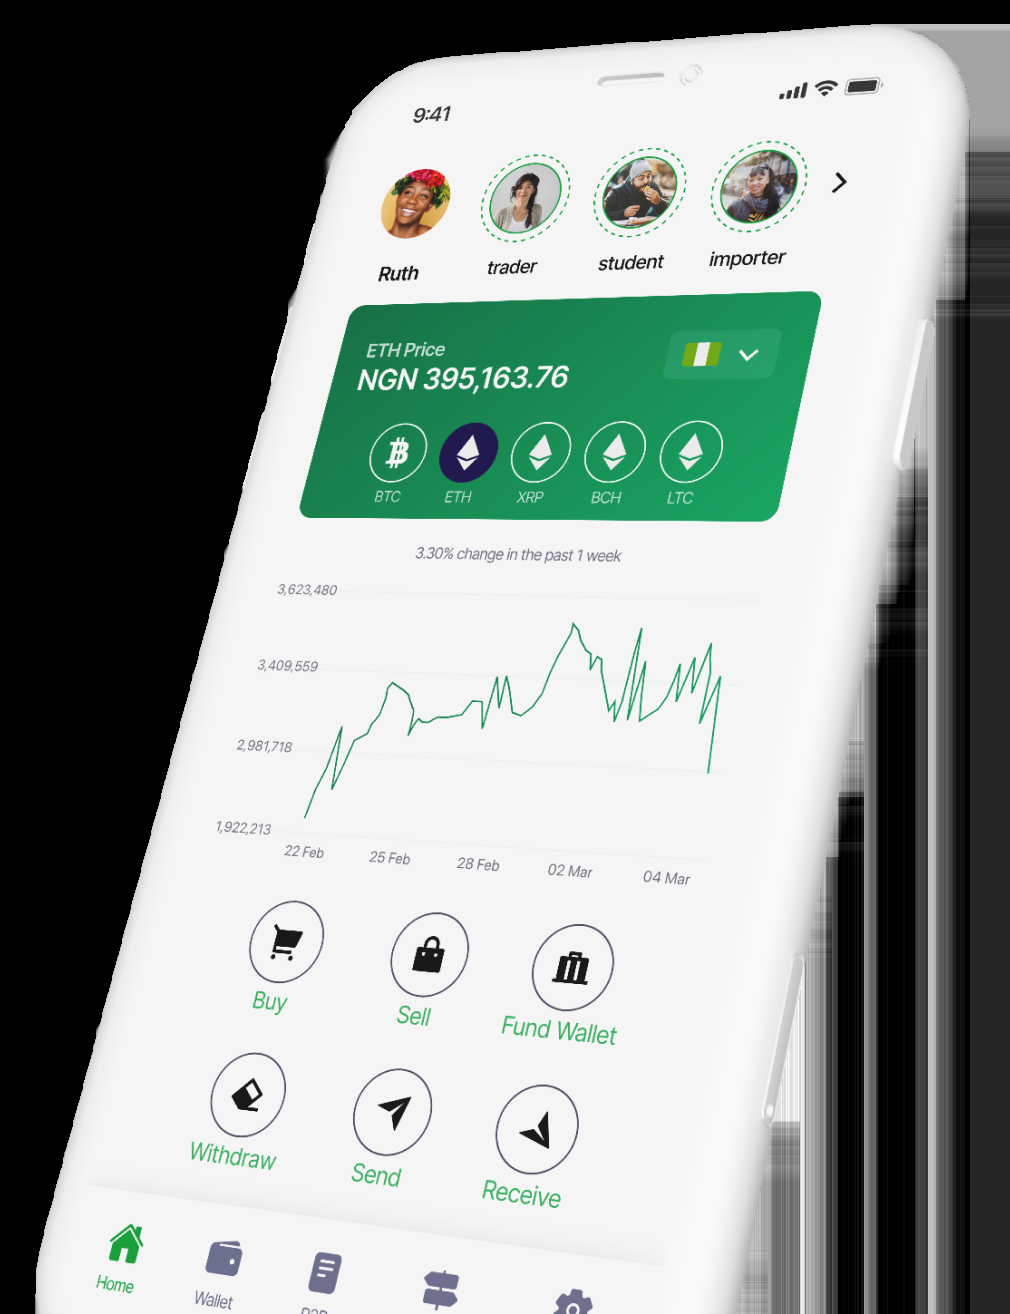 9:41
Ruth
trader
student
importer
ETH Price
NGN 395,163.76
BTC
ETH
XRP
BCH
LTC
3.30% change in the past 1 week
3,623,480
3,409,559
2,981,718
1,922,213
22 Feb
25 Feb
28 Feb
02 Mar
04 Mar
Buy
Sell
Fund Wallet
Withdraw
Send
Receive
Home
Wallet
P2P